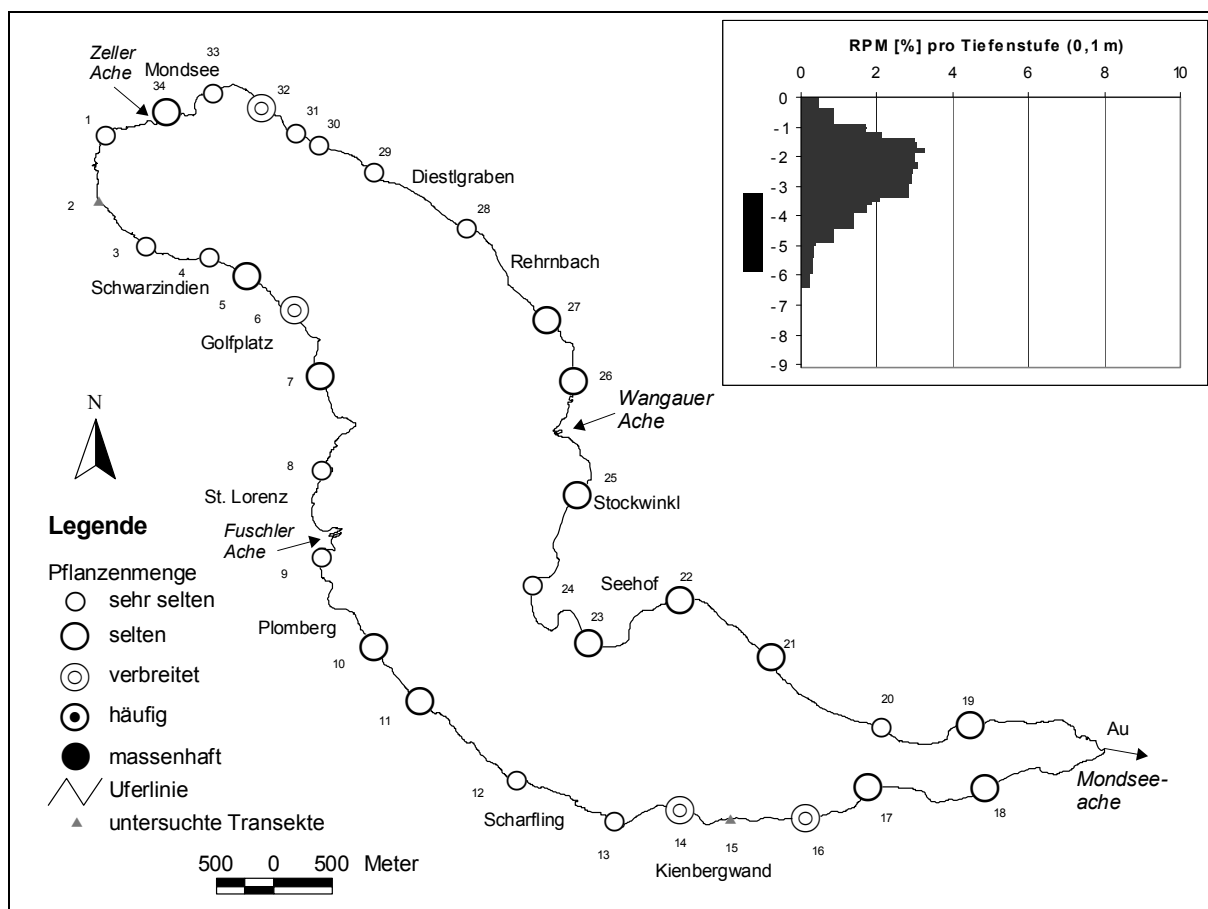 Zeller
Ache
Mondsee
33
34
32
31
30
29
1
2
3
4
5
6
7
8
9
10
11
12
13
14
15
16
17
18
19
20
21
22
23
24
25
26
27
28
Diestlgraben
Rehrnbach
Schwarzindien
Golfplatz
Wangauer
Ache
Stockwinkl
St. Lorenz
Fuschler
Ache
Seehof
Plomberg
Scharfling
Kienbergwand
Au
Mondsee-
ache
N
Legende
Pflanzenmenge
sehr selten
selten
verbreitet
häufig
massenhaft
Uferlinie
untersuchte Transekte
500 0 500 Meter
RPM [%] pro Tiefenstufe (0,1 m)
0 2 4 6 8 10
0
-1
-2
-3
-4
-5
-6
-7
-8
-9